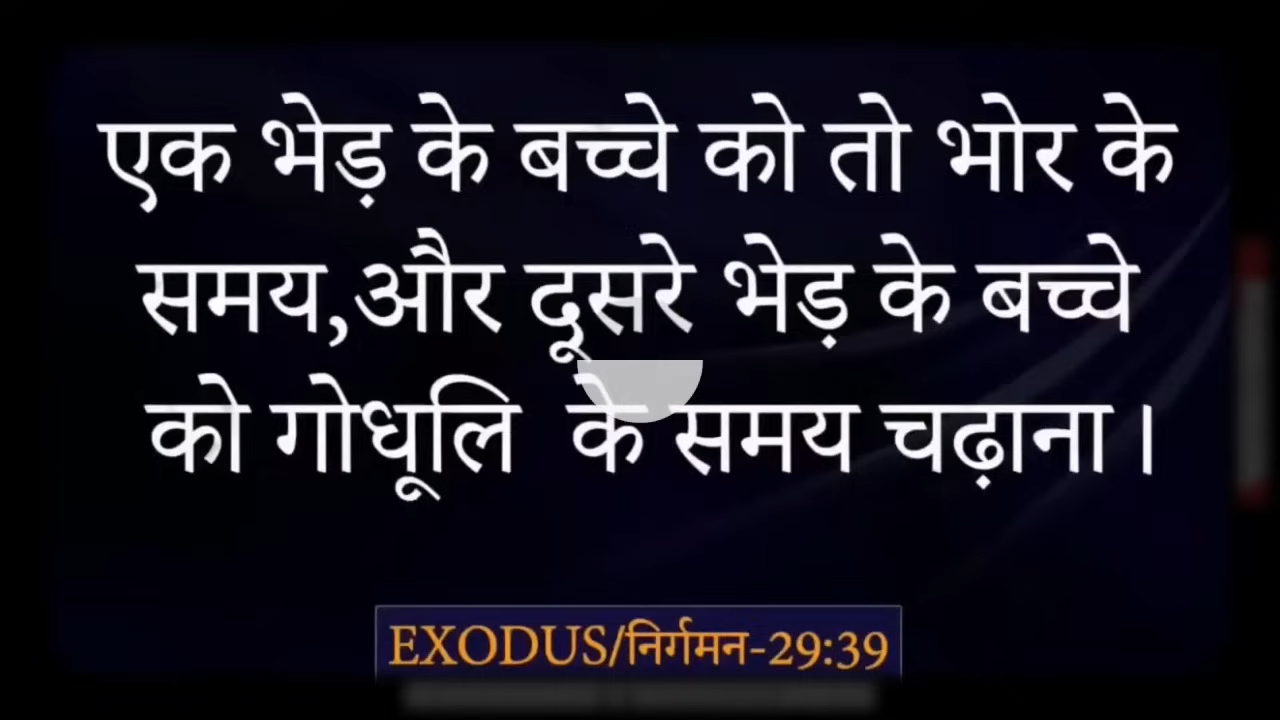 एक भेड़ के बच्चे को तो भोर के
समय,और दूसरे भेड़ के बच्चे
को गोधूलि के समय चढ़ाना।
EXODUS/निर्गमन-29:39